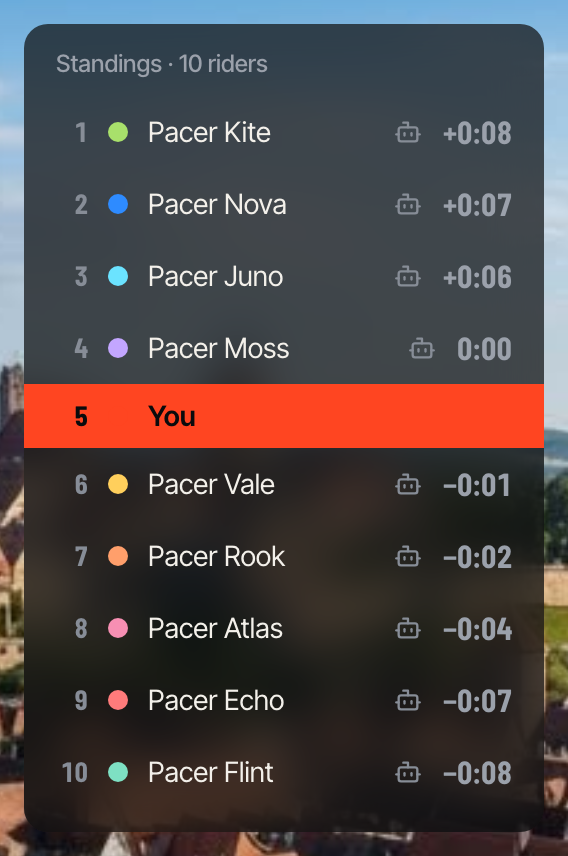 Standings · 10 riders
1 Pacer Kite +0:08
2 Pacer Nova +0:07
3 Pacer Juno +0:06
4 Pacer Moss 0:00
5 You
6 Pacer Vale −0:01
7 Pacer Rook −0:02
8 Pacer Atlas −0:04
9 Pacer Echo −0:07
10 Pacer Flint −0:08